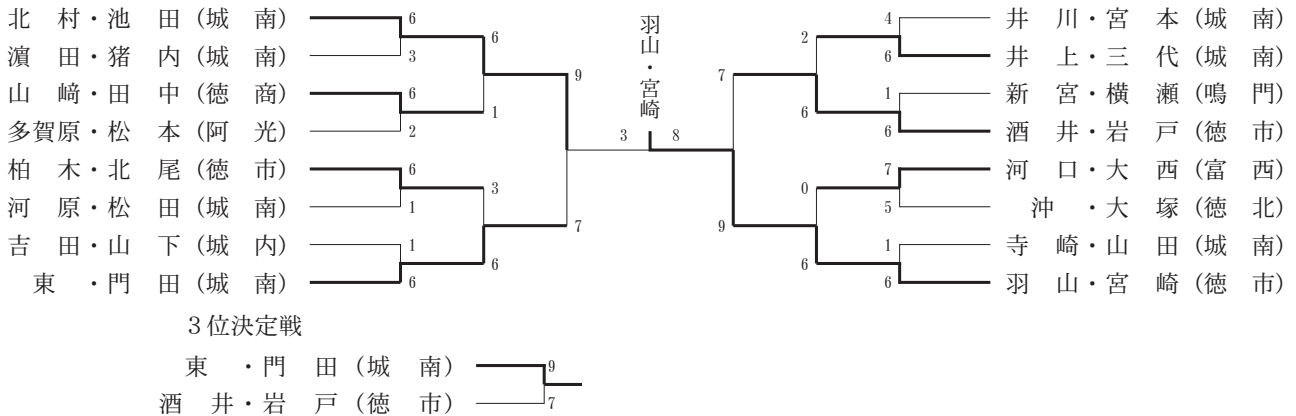 北村・池田(城南) 6
濵田・猪内(城南) 3
山﨑・田中(徳商) 6
多賀原・松本(阿光) 2
柏木・北尾(徳市) 6
河原・松田(城南) 1
吉田・山下(城内) 1
東・門田(城南) 6
6
1
3
6
9
7
羽山・宮崎
3 8
7
9
2
6
0
6
4 井川・宮本(城南)
6 井上・三代(城南)
1 新宮・横瀬(鳴門)
6 酒井・岩戸(徳市)
7 河口・大西(富西)
5 沖・大塚(徳北)
1 寺崎・山田(城南)
6 羽山・宮崎(徳市)
3位決定戦
東・門田(城南) 9
酒井・岩戸(徳市) 7